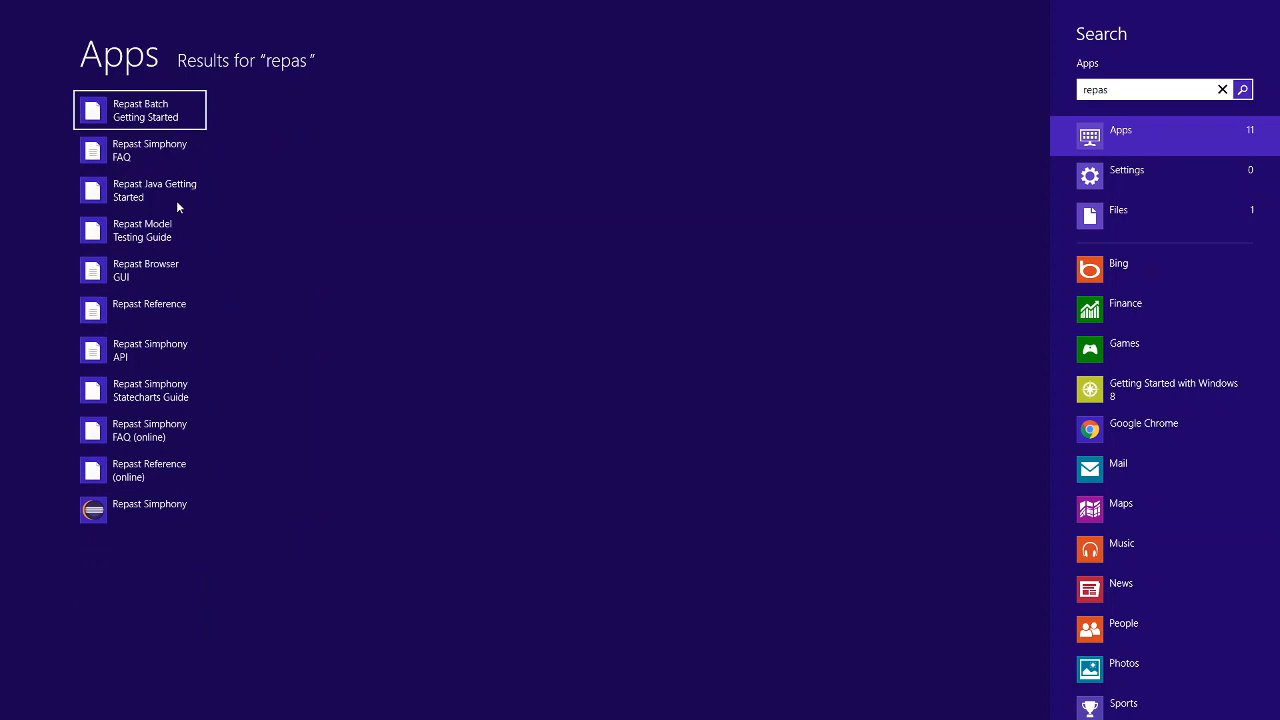 Apps Results for “repas ”
Repast Batch
Getting Started
Repast Simphony
FAQ
Repast Java Getting
Started
Repast Model
Testing Guide
Repast Browser
GUI
Repast Reference
Repast Simphony
API
Repast Simphony
Statecharts Guide
Repast Simphony
FAQ (online)
Repast Reference
(online)
Repast Simphony
Search
Apps
repas
Apps 11
Settings 0
Files 1
Bing
Finance
Games
Getting Started with Windows
8
Google Chrome
Mail
Maps
Music
News
People
Photos
Sports